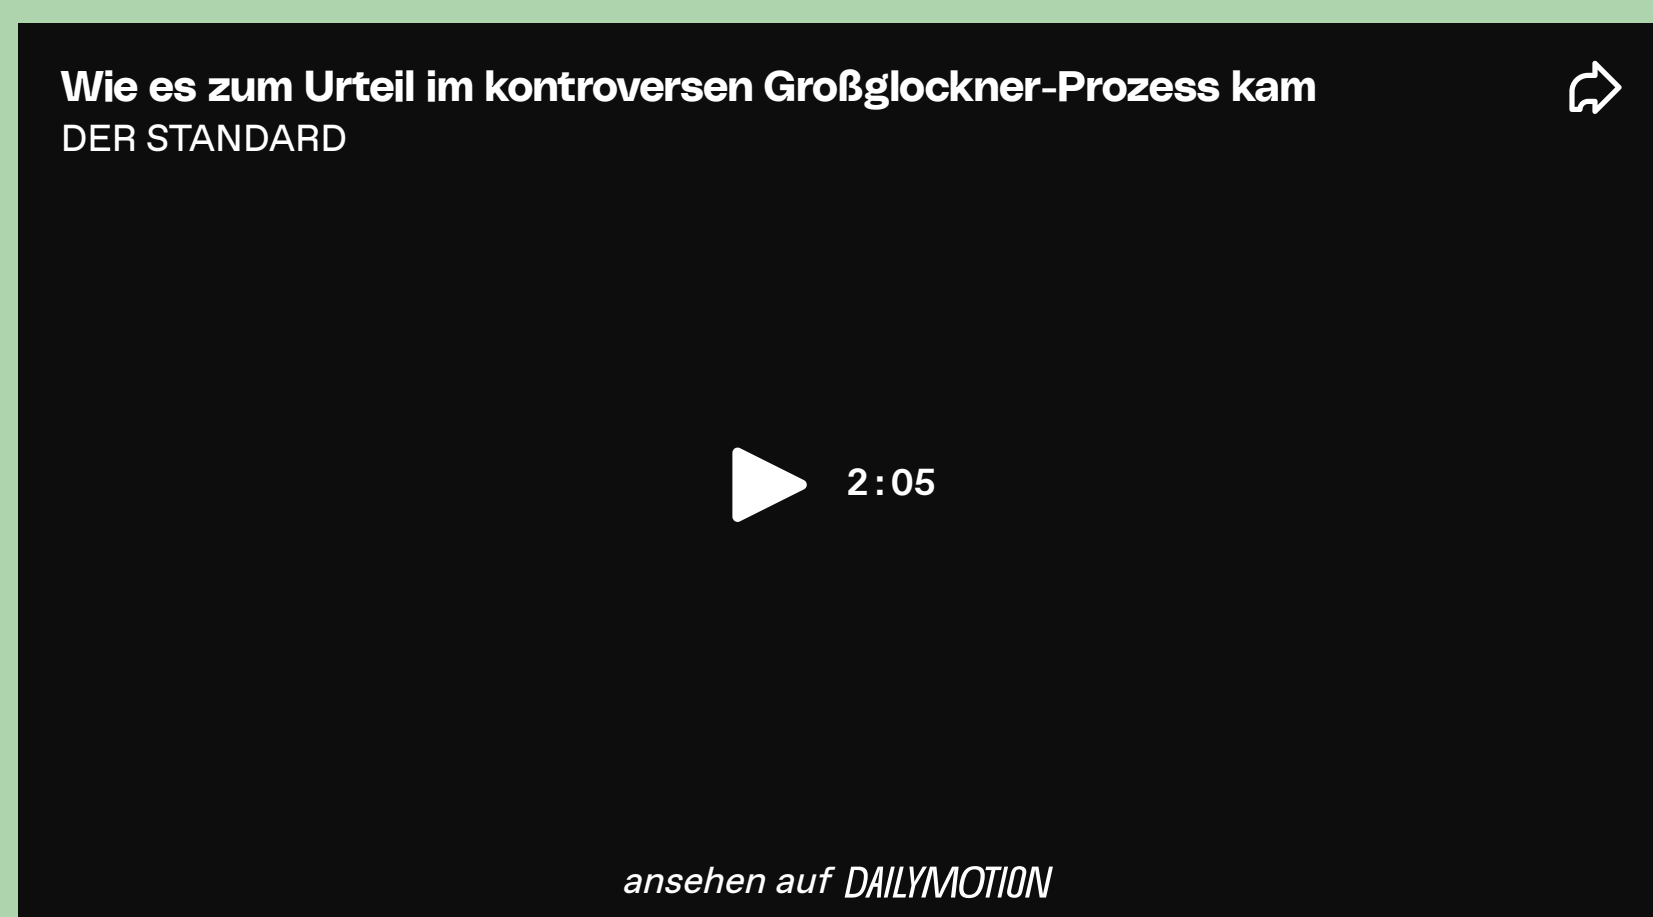 Wie es zum Urteil im kontroversen Großglockner-Prozess kam
DER STANDARD
2:05
ansehen auf DAILYMOTION